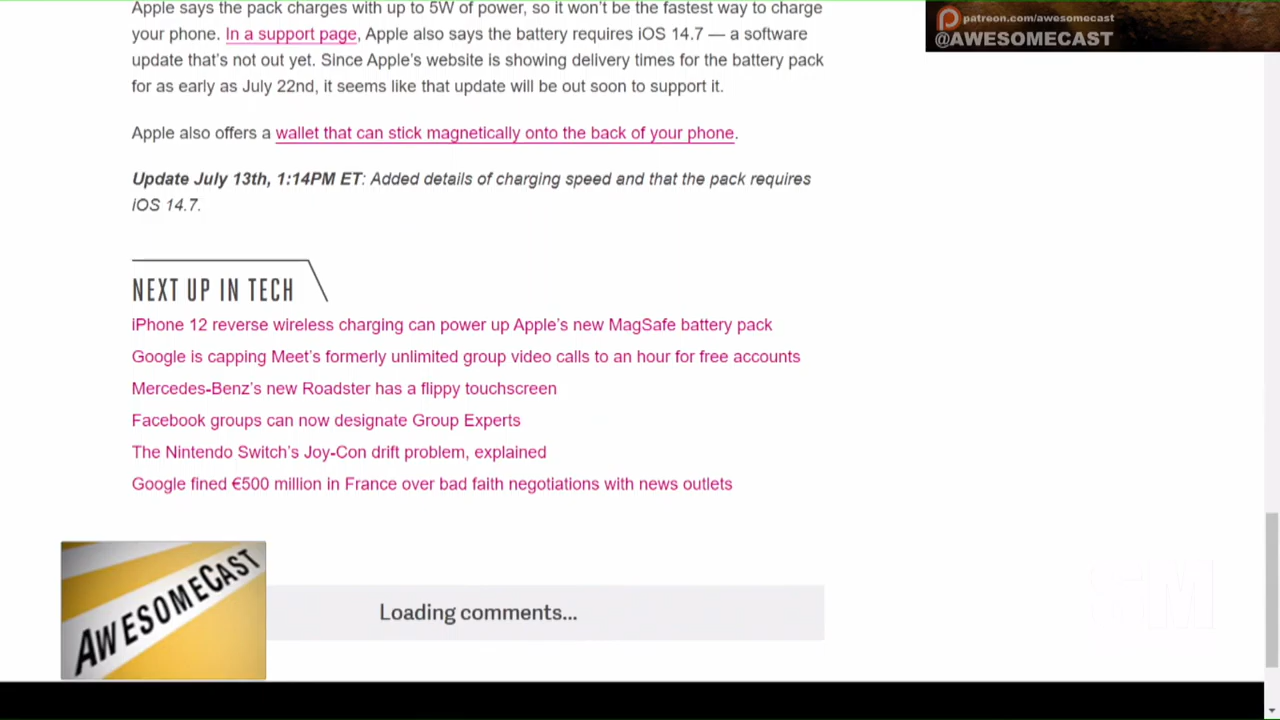 Apple says the pack charges with up to 5W of power, so it won't be the fastest way to charge
your phone. In a support page, Apple also says the battery requires iOS 14.7 — a software
update that's not out yet. Since Apple's website is showing delivery times for the battery pack
for as early as July 22nd, it seems like that update will be out soon to support it.
Apple also offers a wallet that can stick magnetically onto the back of your phone.
Update July 13th, 1:14PM ET: Added details of charging speed and that the pack requires
iOS 14.7.
NEXT UP IN TECH
iPhone 12 reverse wireless charging can power up Apple's new MagSafe battery pack
Google is capping Meet's formerly unlimited group video calls to an hour for free accounts
Mercedes-Benz's new Roadster has a flippy touchscreen
Facebook groups can now designate Group Experts
The Nintendo Switch's Joy-Con drift problem, explained
Google fined €500 million in France over bad faith negotiations with news outlets
Loading comments...
AWESOMECAST
patreon.com/awesomecast
@AWESOMECAST